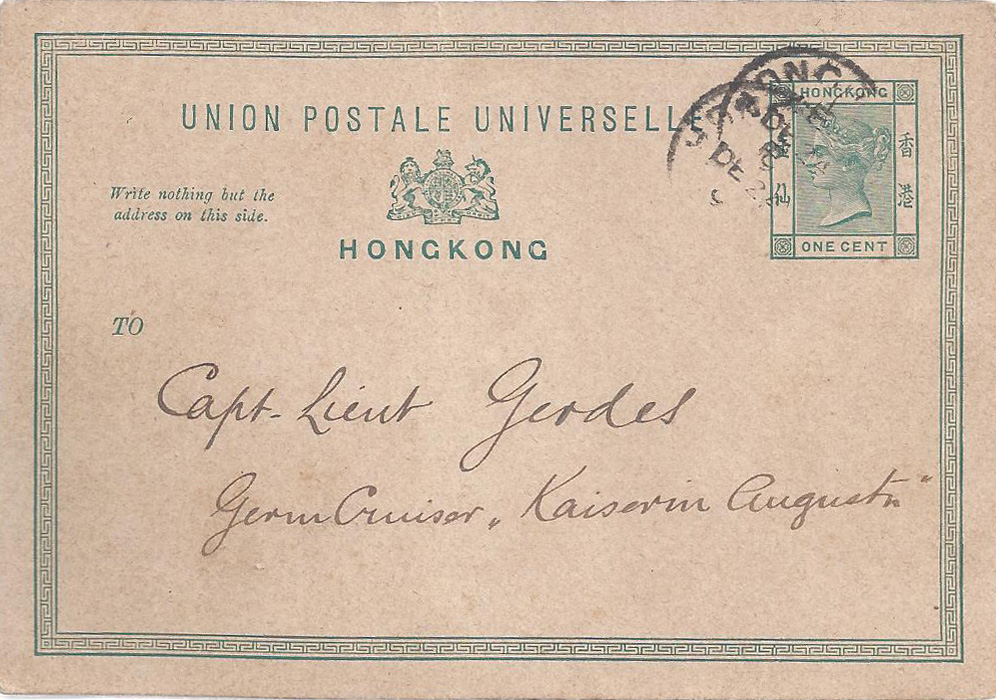 UNION POSTALE UNIVERSELLE
HONGKONG
香港
仙
ONE CENT
Write nothing but the
address on this side.
HONGKONG
TO
Capt. Lieut Gerdes
Germ Cruiser „Kaiserin Augusta"